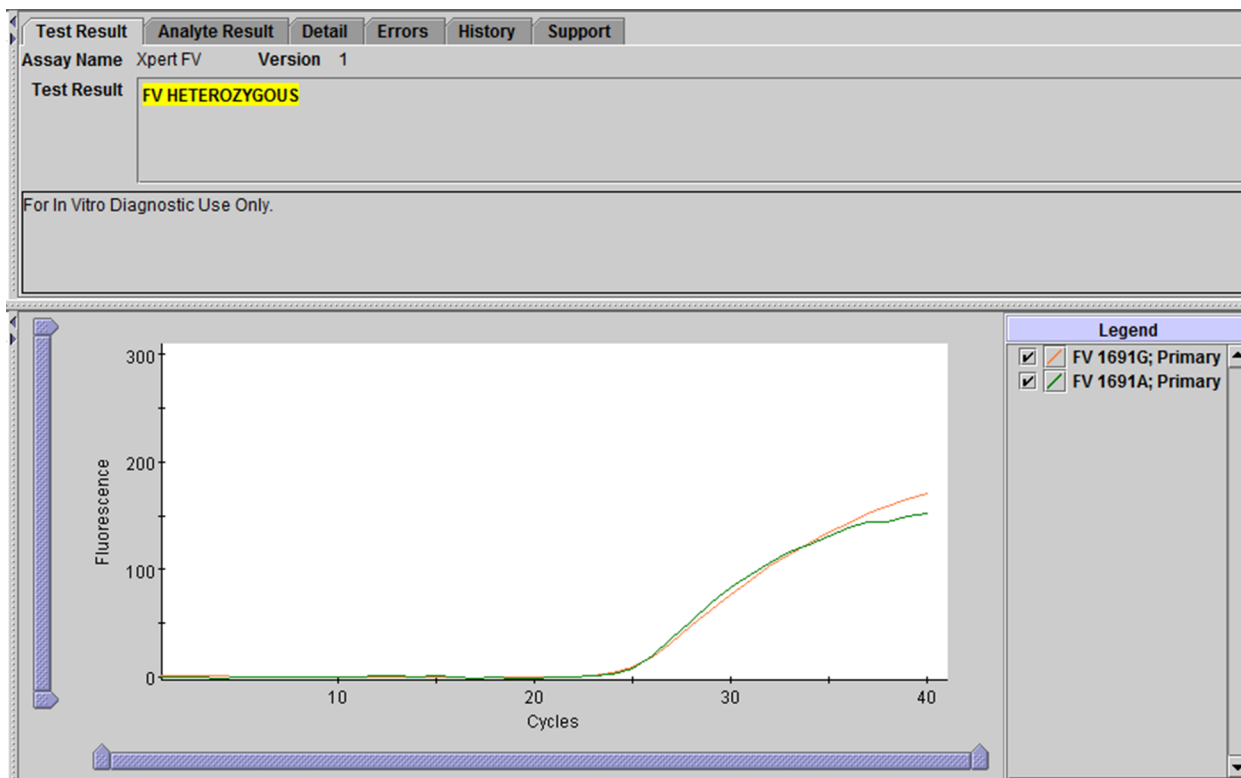 Test Result Analyte Result Detail Errors History Support
Assay Name Xpert FV Version 1
Test Result FV HETEROZYGOUS
For In Vitro Diagnostic Use Only.
300
200
100
0
Fluorescence
10 20 30 40
Cycles
Legend
FV 1691G; Primary
FV 1691A; Primary